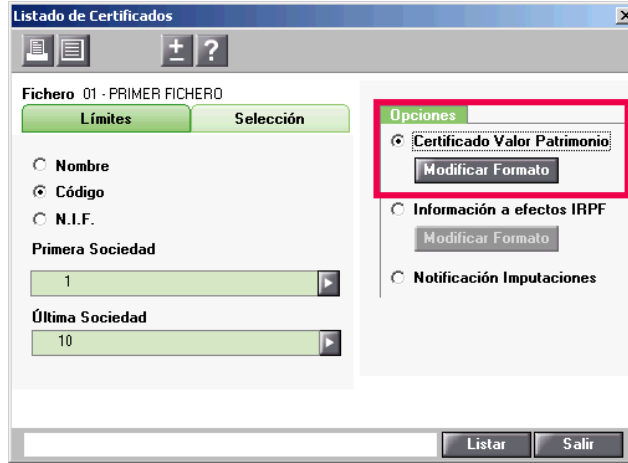 Listado de Certificados
Fichero 01 - PRIMER FICHERO
Límites
Selección
Nombre
Código
N.I.F.
Primera Sociedad
1
Última Sociedad
10
Opciones
Certificado Valor Patrimonio
Modificar Formato
Información a efectos IRPF
Modificar Formato
Notificación Imputaciones
Listar
Salir